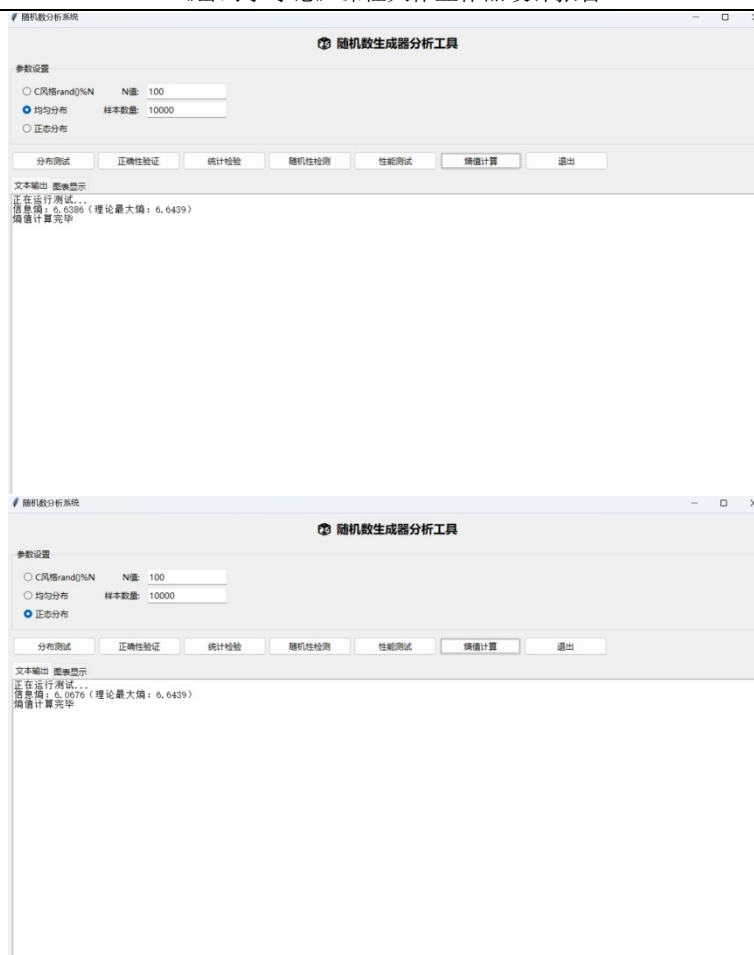 随机数分析系统
随机数生成器分析工具
参数设置
C风格rand()%N N值: 100
均匀分布 样本数量: 10000
正态分布
分布测试 正确性验证 统计检验 随机性检测 性能测试 熵值计算 退出
文本输出 图表显示
正在运行测试...
信息熵: 6.6386（理论最大熵: 6.6439）
熵值计算完毕
随机数分析系统
随机数生成器分析工具
参数设置
C风格rand()%N N值: 100
均匀分布 样本数量: 10000
正态分布
分布测试 正确性验证 统计检验 随机性检测 性能测试 熵值计算 退出
文本输出 图表显示
正在运行测试...
信息熵: 6.0676（理论最大熵: 6.6439）
熵值计算完毕